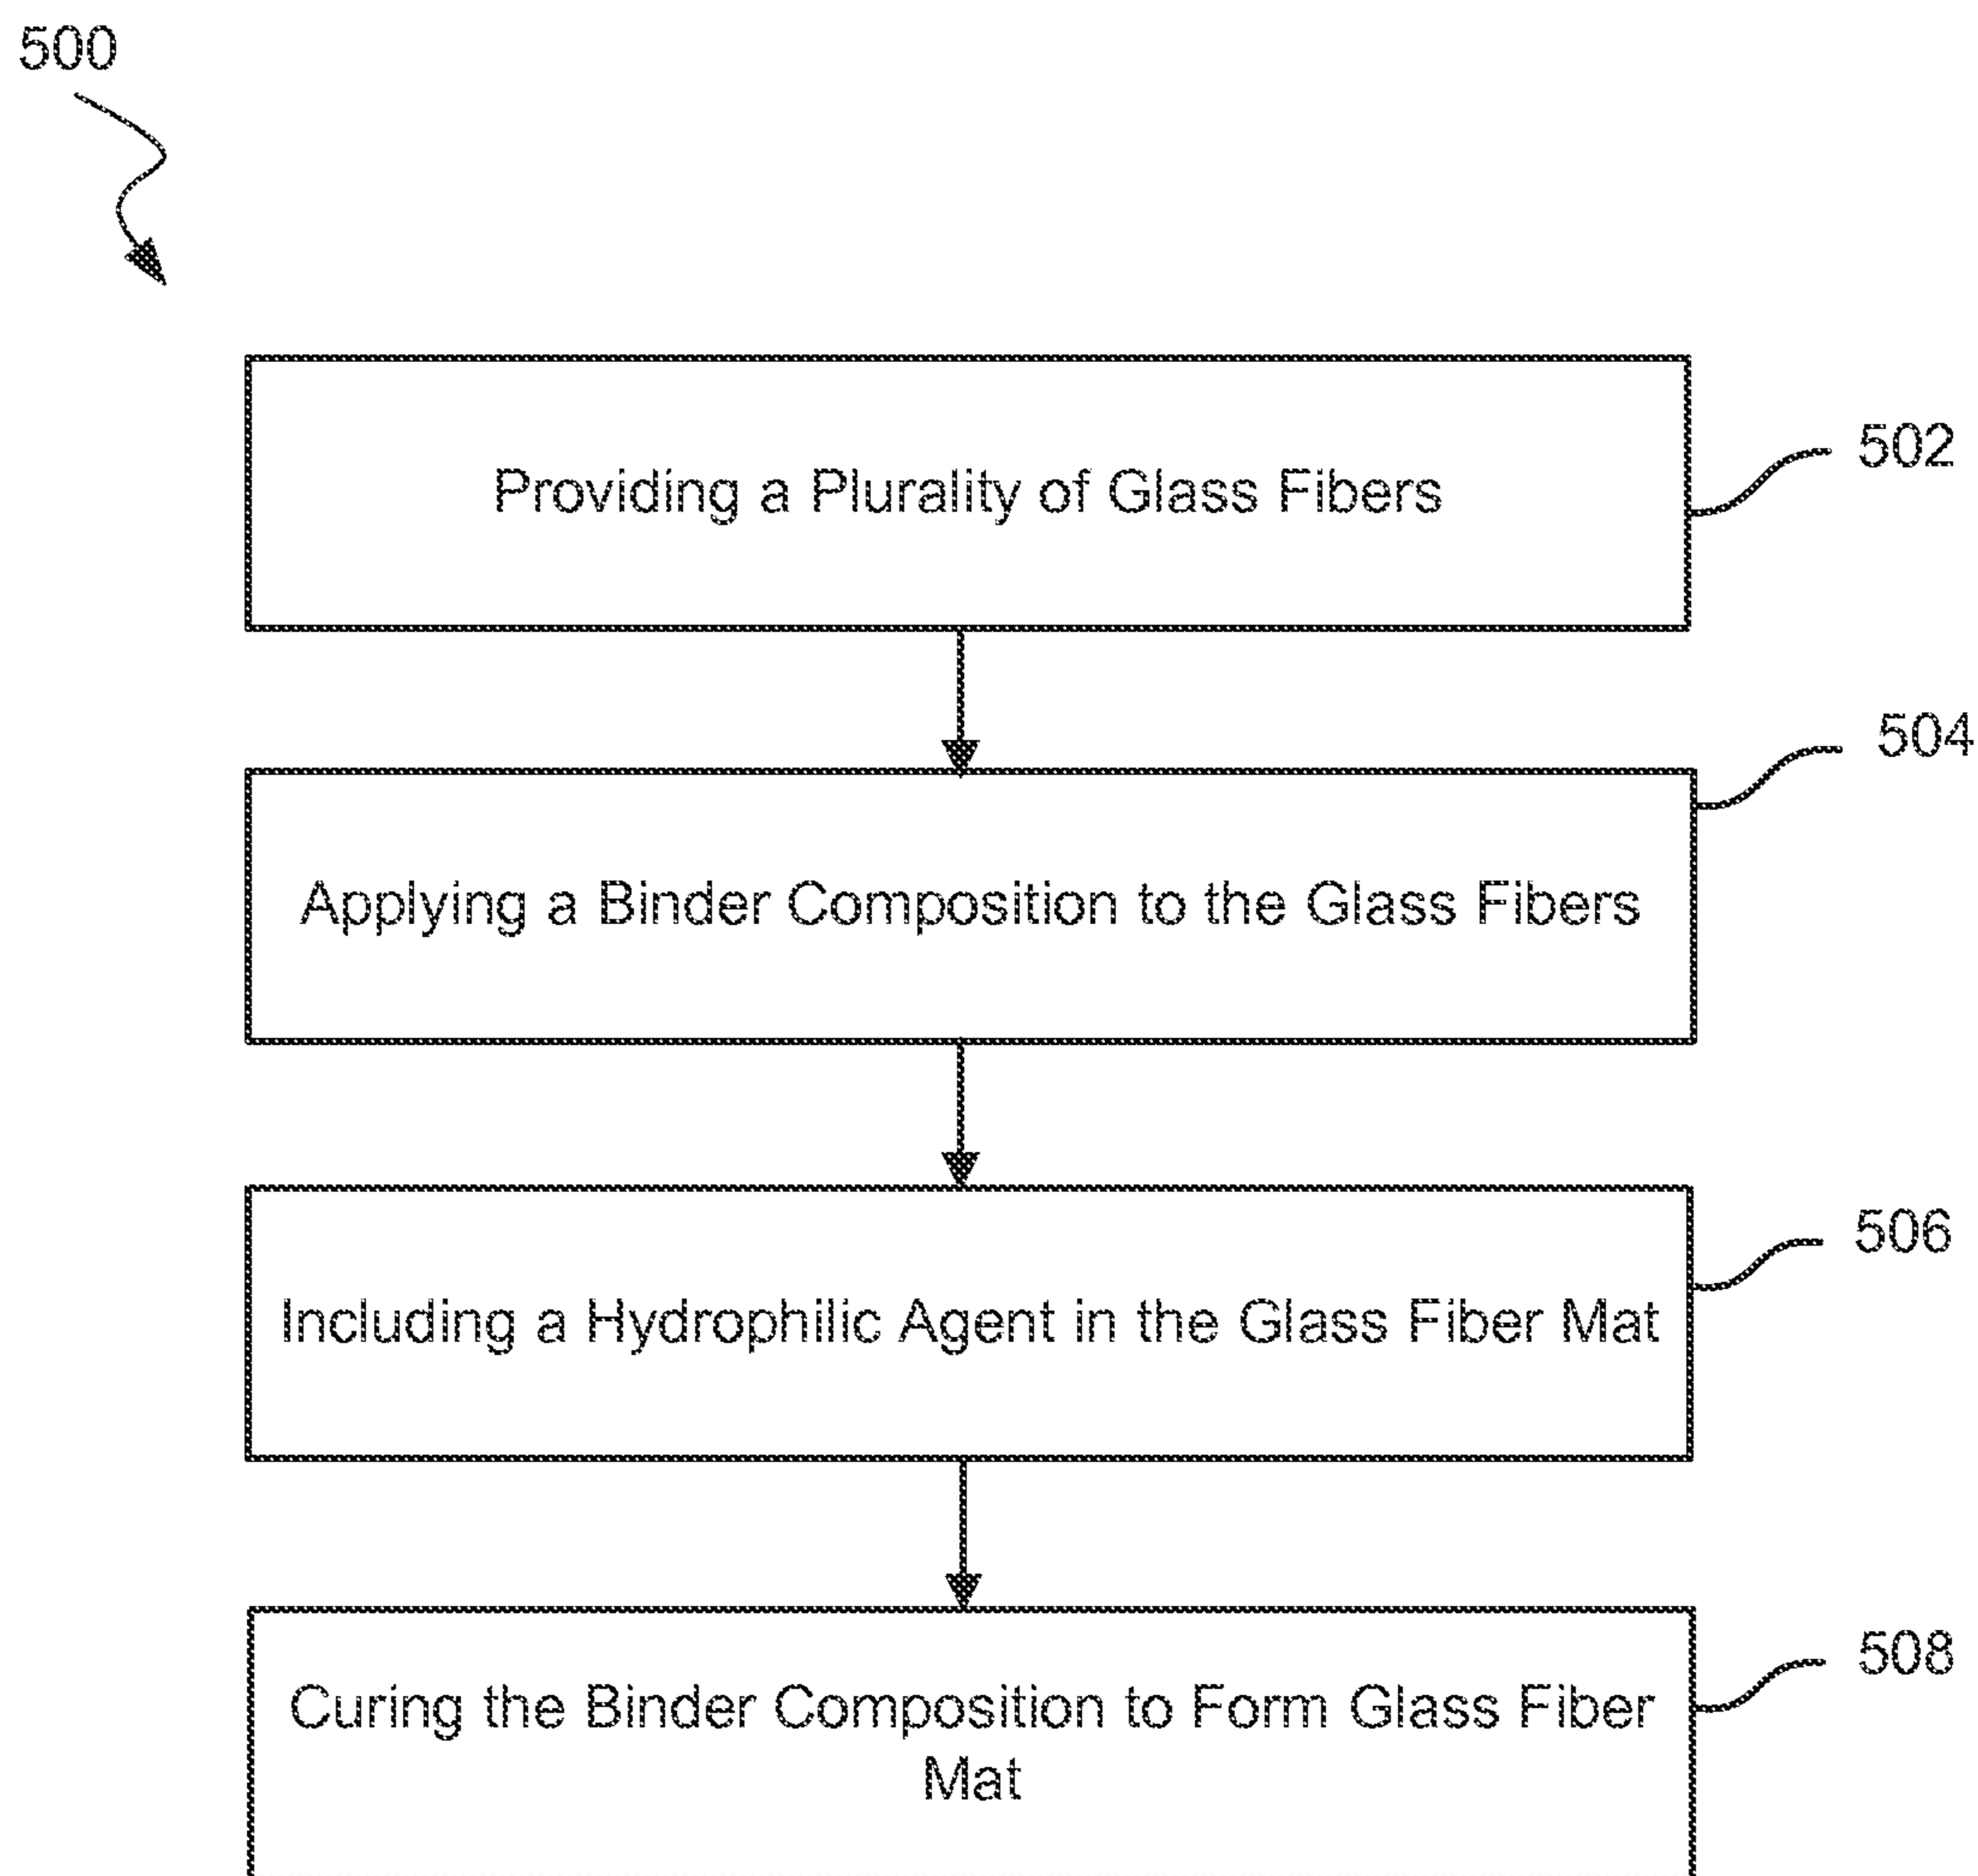 500
Providing a Plurality of Glass Fibers
502
Applying a Binder Composition to the Glass Fibers
504
Including a Hydrophilic Agent in the Glass Fiber Mat
506
Curing the Binder Composition to Form Glass Fiber
Mat
508